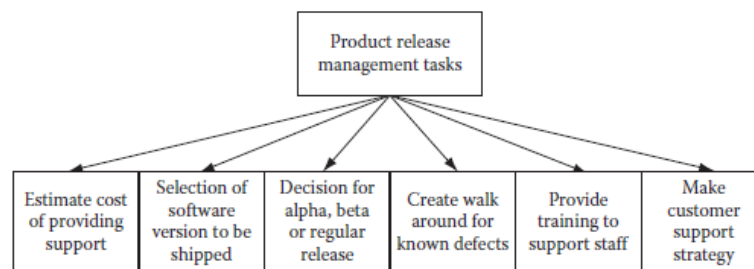 Product release
management tasks
Estimate cost
of providing
support
Selection of
software
version to be
shipped
Decision for
alpha, beta
or regular
release
Create walk
around for
known defects
Provide
training to
support staff
Make
customer
support
strategy